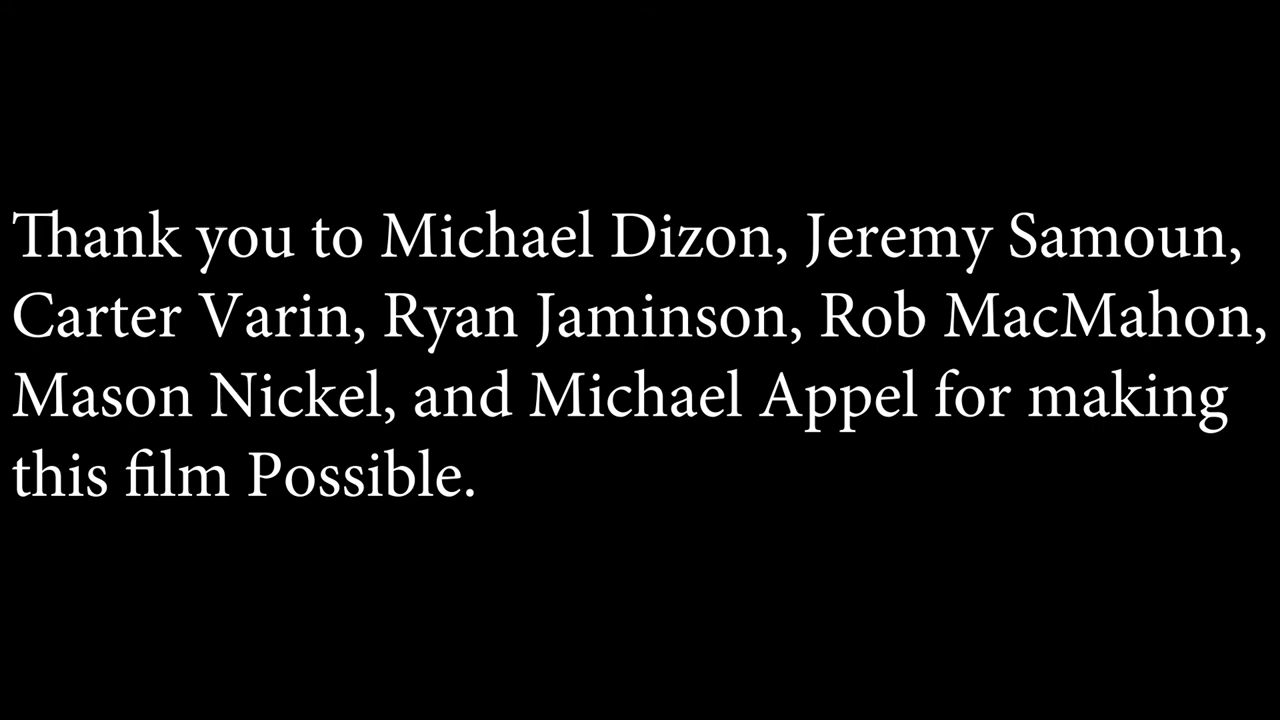 Thank you to Michael Dizon, Jeremy Samoun,
Carter Varin, Ryan Jaminson, Rob MacMahon,
Mason Nickel, and Michael Appel for making
this film Possible.